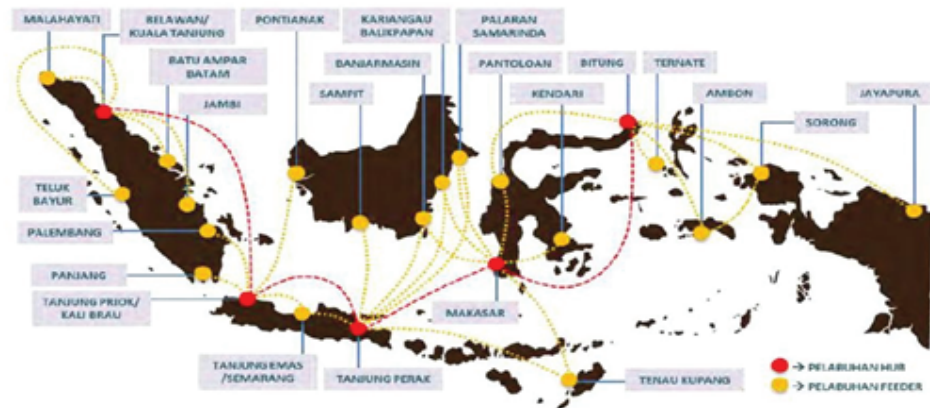 MALAHAYATI
BELAWAN/
KUALA TANJUNG
BATU AMPAR
BATAM
JAMBI
PONTIANAK
KARIANGAU
BALIKPAPAN
BANJARMASIN
SAMPIT
PALARAN
SAMARINDA
PANTOLOAN
KENDARI
BITUNG
TERNATE
AMBON
SORONG
JAYAPURA
TELUK
BAYUR
PALEMBANG
PANJANG
TANJUNG PRIOK/
KALI BRAU
TANJUNG EMAS
/SEMARANG
TANJUNG PERAK
MAKASAR
TENAU KUPANG
→ PELABUHAN HUB
→ PELABUHAN FEEDER